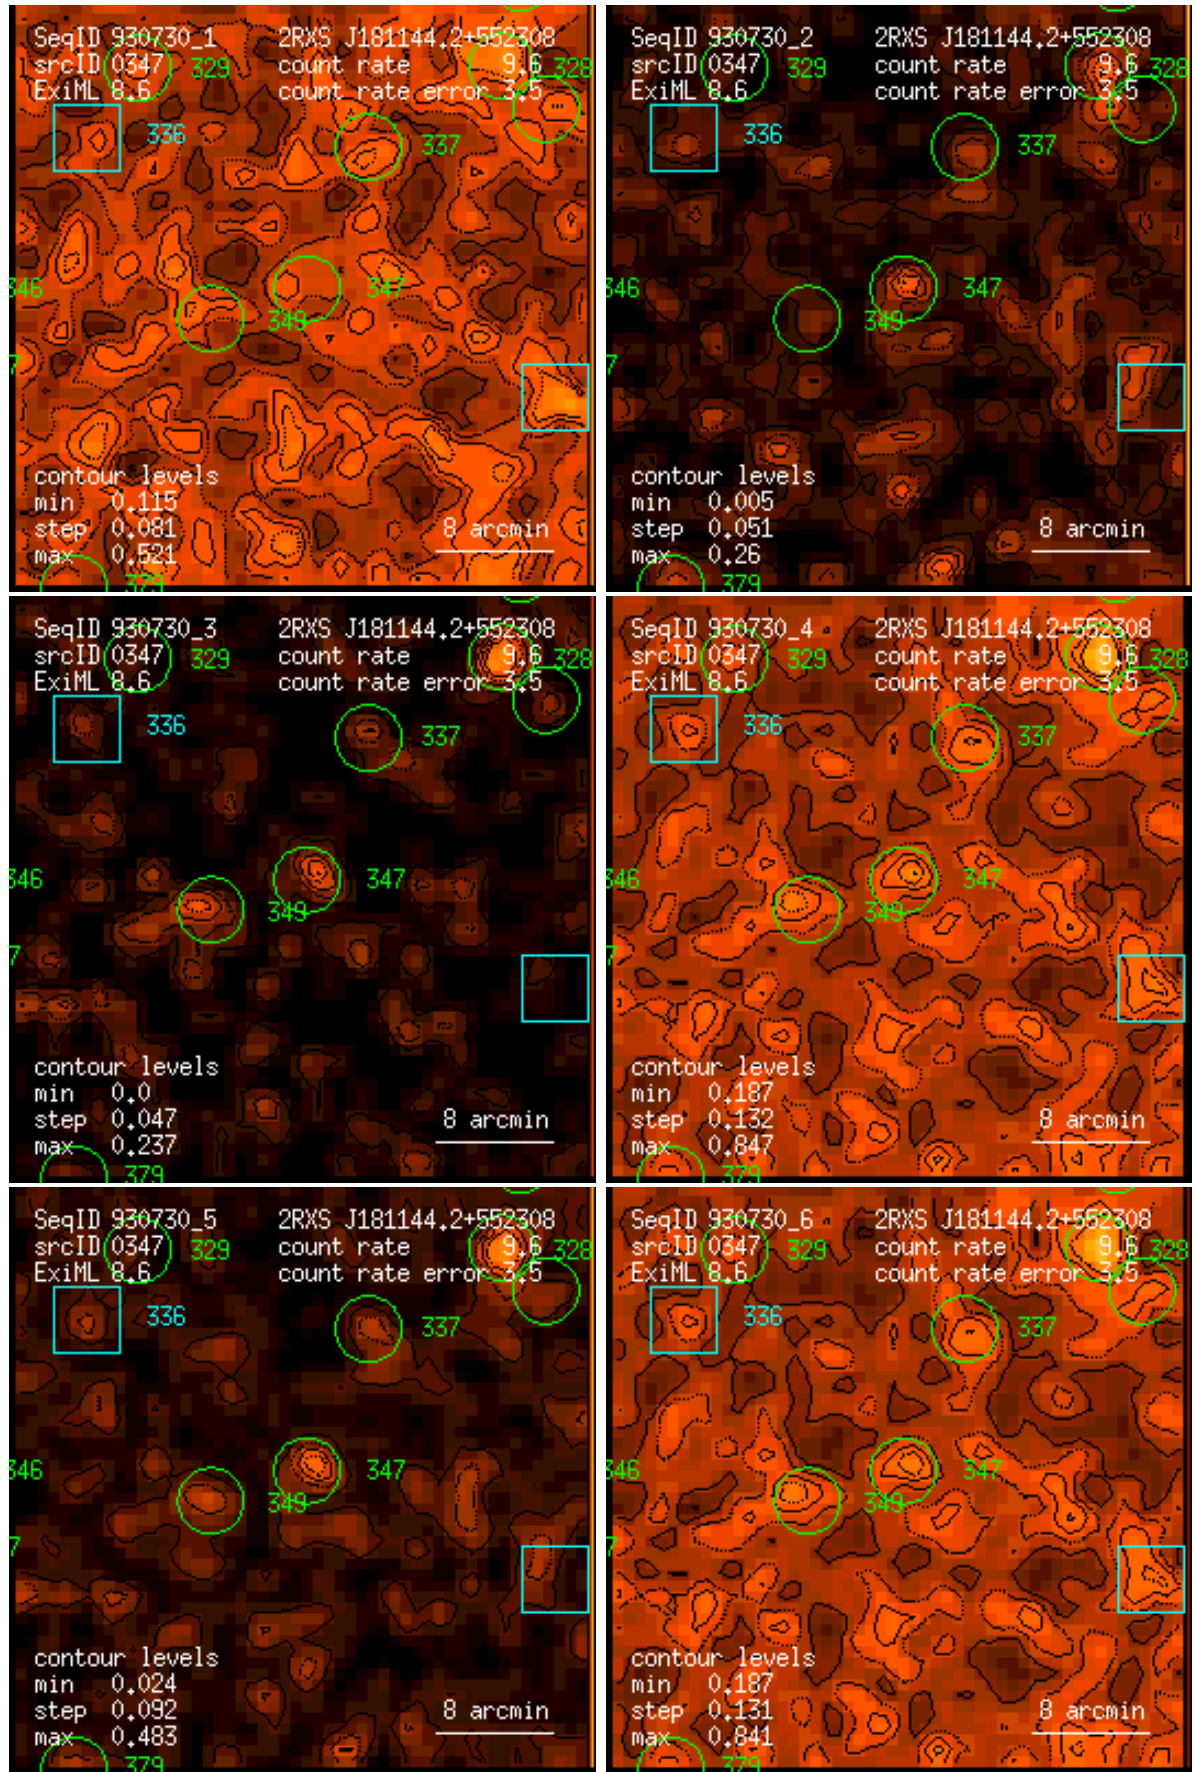 SeqID 930730_1 2RXS J181144.2+552308
srcID 0347 329 count rate 9.6 328
ExiML 8.6 count rate error 3.5
336 337
346 347
349
7
contour levels
min 0.115
step 0.081 8 arcmin
max 0.521
379
SeqID 930730_2 2RXS J181144.2+552308
srcID 0347 329 count rate 9.6 328
ExiML 8.6 count rate error 3.5
336 337
346 347
349
7
contour levels
min 0.005
step 0.051 8 arcmin
max 0.26
379
SeqID 930730_3 2RXS J181144.2+552308
srcID 0347 329 count rate 9.6
ExiML 8.6 count rate error 3.5
336 337
346 347
349
7
contour levels
min 0.0
step 0.047 8 arcmin
max 0.237
379
SeqID 930730_4 2RXS J181144.2+552308
srcID 0347 329 count rate 9.6 328
ExiML 8.6 count rate error 3.5
336 337
346 347
349
7
contour levels
min 0.187
step 0.132 8 arcmin
max 0.847
379
SeqID 930730_5 2RXS J181144.2+552308
srcID 0347 329 count rate 9.6 328
ExiML 8.6 count rate error 3.5
336 337
346 347
349
7
contour levels
min 0.024
step 0.092 8 arcmin
max 0.483
379
SeqID 930730_6 2RXS J181144.2+552308
srcID 0347 329 count rate 9.6 328
ExiML 8.6 count rate error 3.5
336 337
346 347
349
7
contour levels
min 0.187
step 0.131 8 arcmin
max 0.841
379